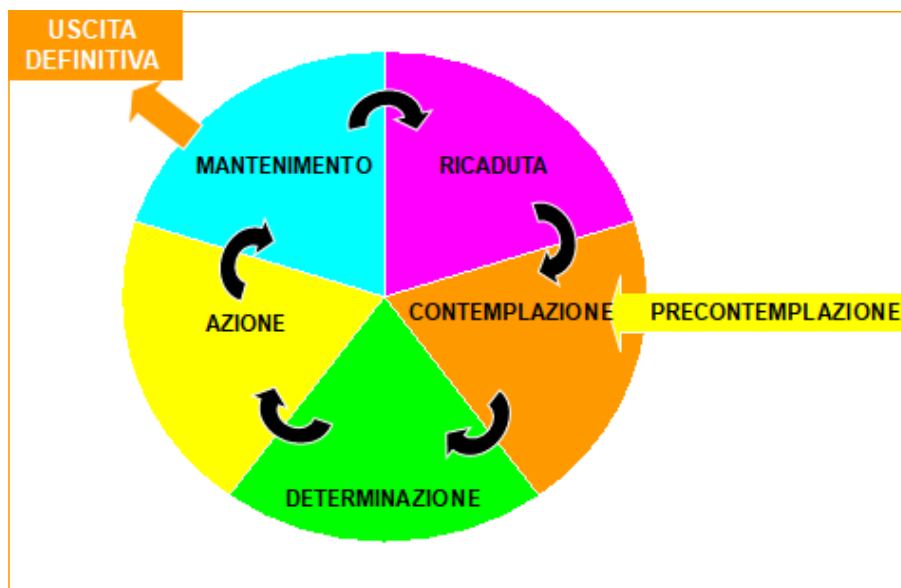 USCITA
DEFINITIVA
MANTENIMENTO
RICADUTA
CONTEMPLAZIONE
PRECONTEMPLAZIONE
AZIONE
DETERMINAZIONE